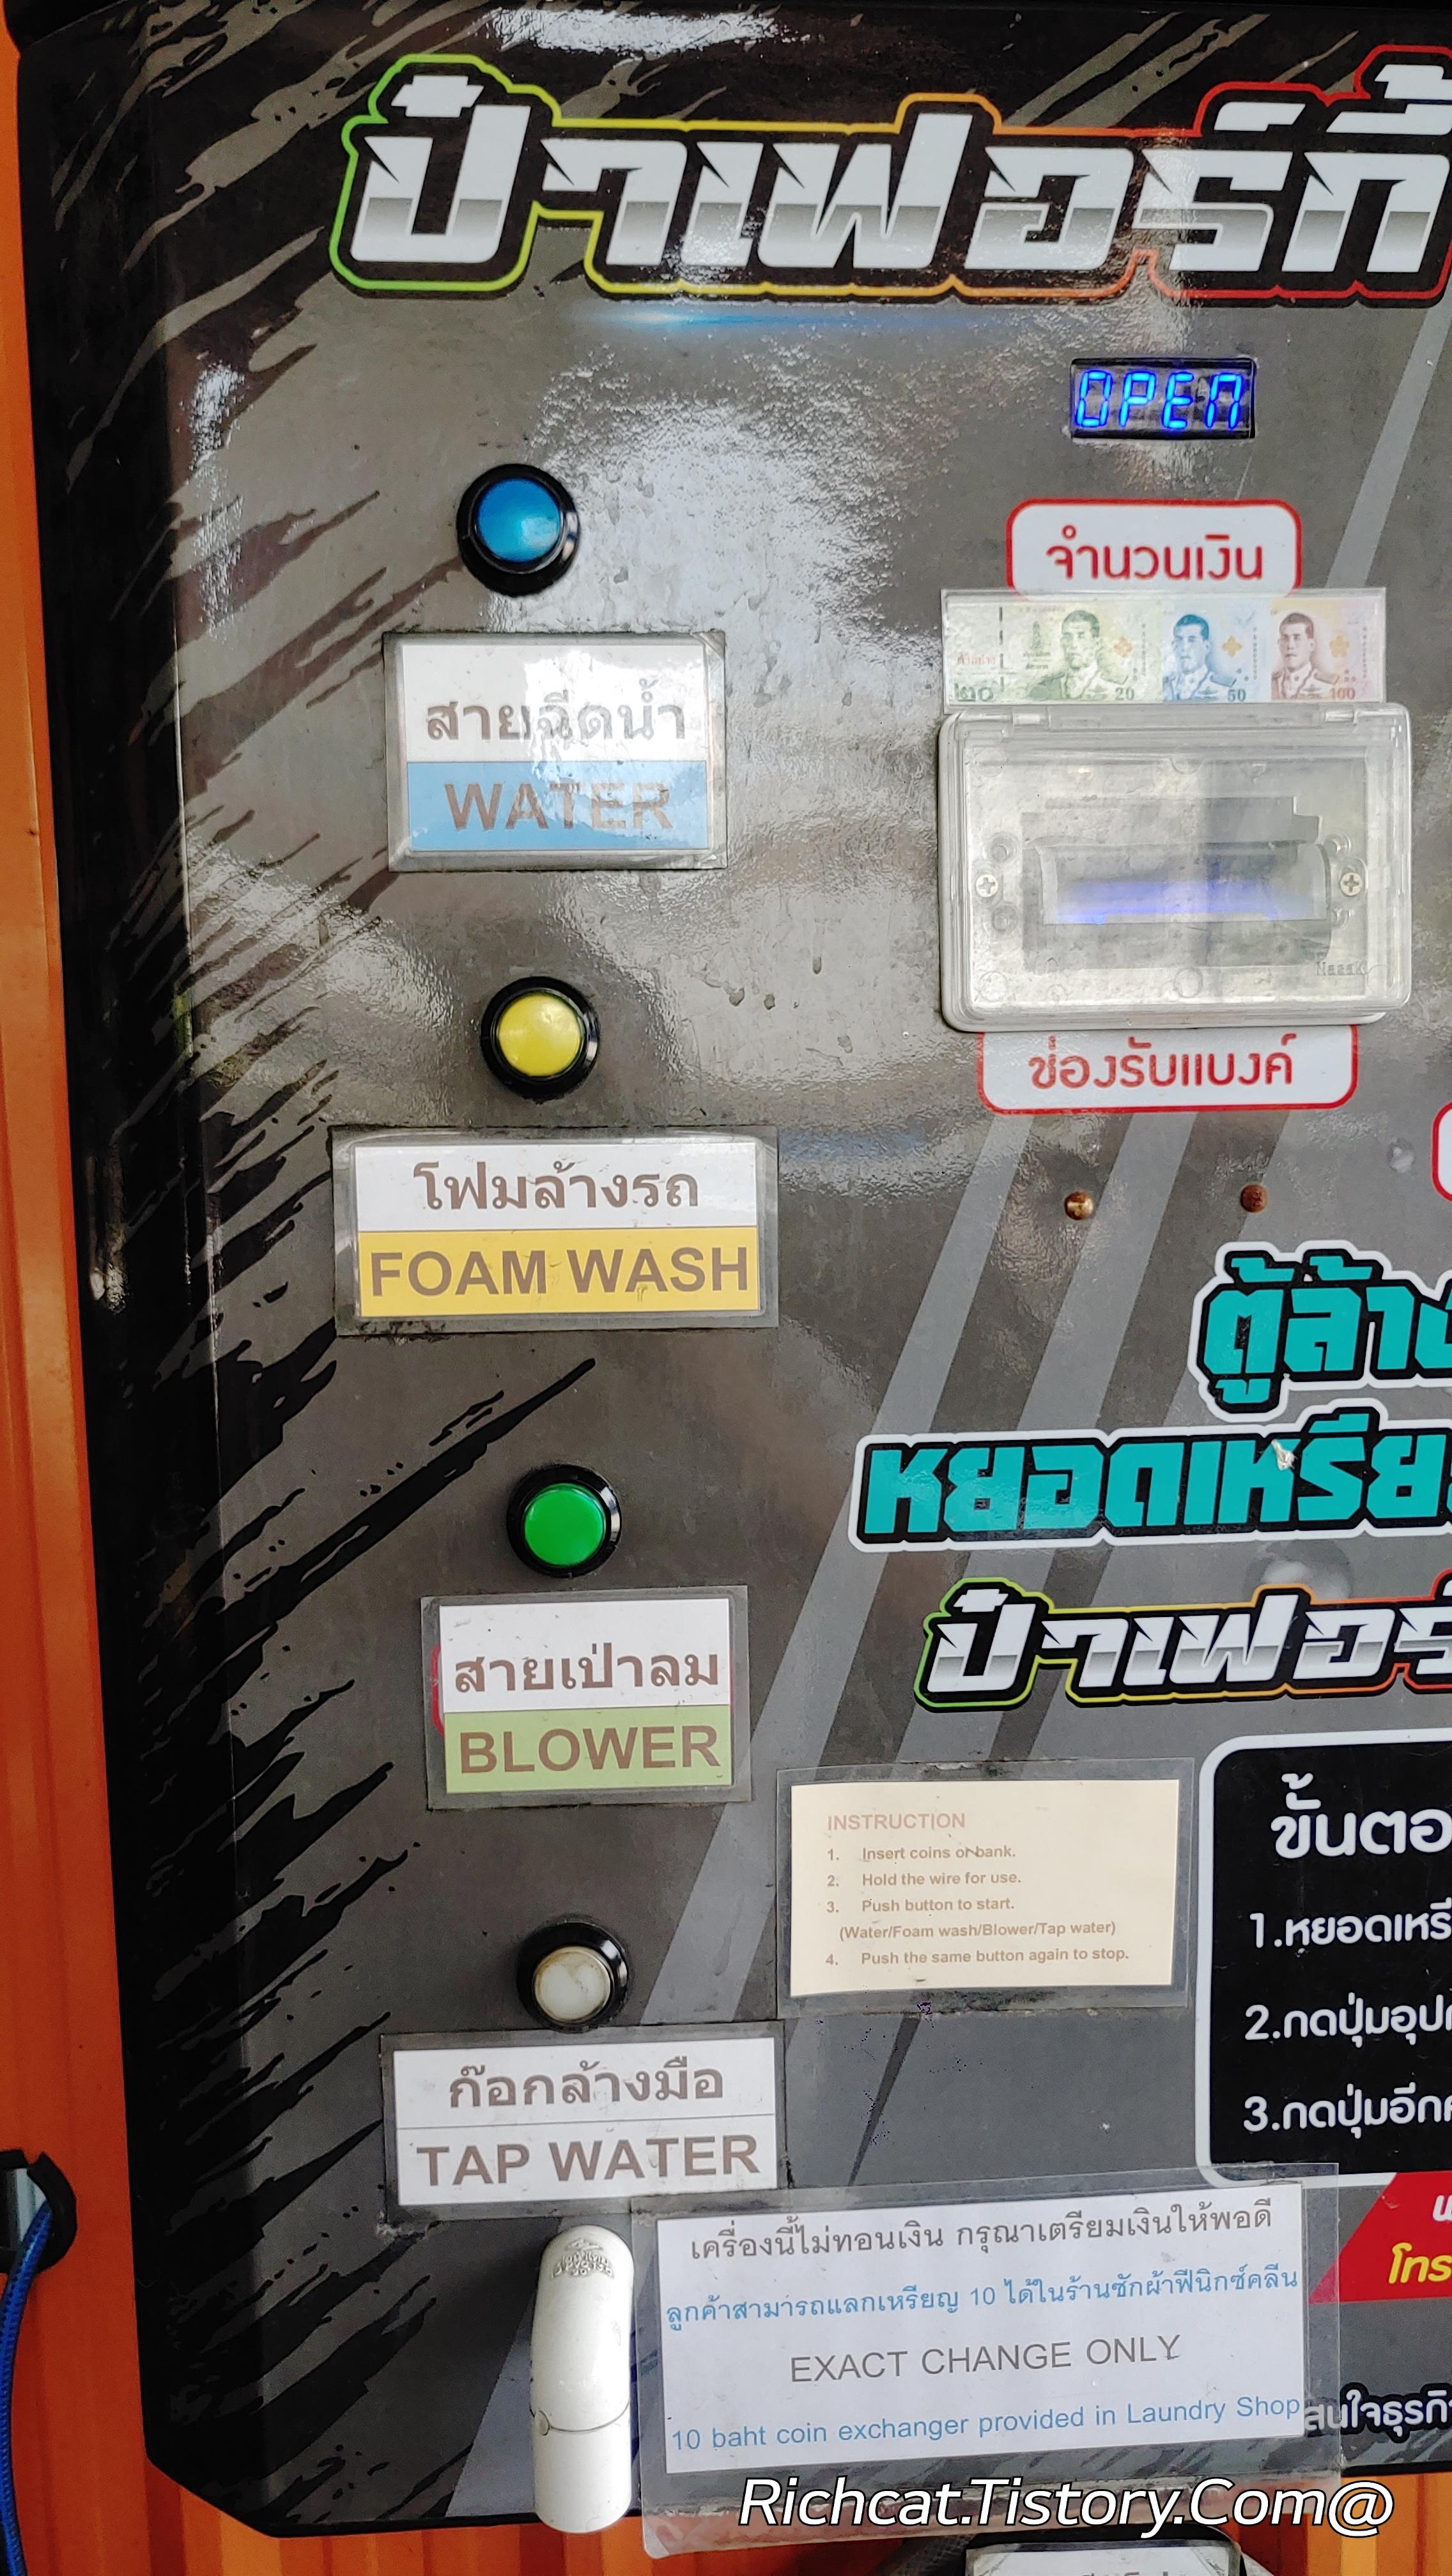 ป๋าเฟอร์กี้
OPEN
จำนวนเงิน
20
50
100
สายฉีดน้ำ
WATER
ช่องรับแบงค์
โฟมล้างรถ
FOAM WASH
ตู้ล้าง
หยอดเหรีย
สายเป่าลม
BLOWER
ป๋าเฟอร์
INSTRUCTION
1. Insert coins or bank.
2. Hold the wire for use.
3. Push button to start.
(Water/Foam wash/Blower/Tap water)
4. Push the same button again to stop.
ขั้นตอ
1.หยอดเหรี
2.กดปุ่มอุป
3.กดปุ่มอีก
ก๊อกล้างมือ
TAP WATER
โทร
เครื่องนี้ไม่ทอนเงิน กรุณาเตรียมเงินให้พอดี
ลูกค้าสามารถแลกเหรียญ 10 ได้ในร้านซักผ้าฟินิกซ์คลีน
EXACT CHANGE ONLY
10 baht coin exchanger provided in Laundry Shop
สนใจธุรกิ
Richcat.Tistory.Com@